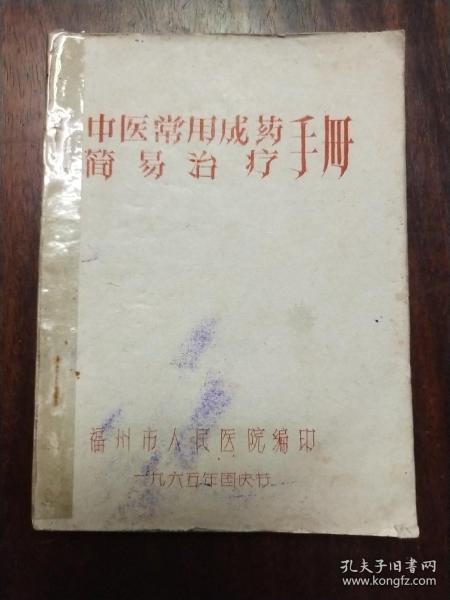 中医常用成药
简易治疗手册
福州市人民医院编印
一九六五年国庆节
孔夫子旧书网
www.kongfz.com